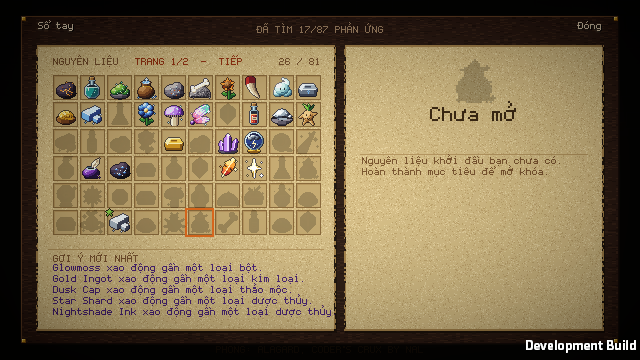 Sổ tay
ĐÃ TÌM 17/87 PHẢN ỨNG
Đóng
NGUYÊN LIỆU TRANG 1/2 – TIẾP 26 / 81
Chưa mở
Nguyên liệu khởi đầu bạn chưa có.
Hoàn thành mục tiêu để mở khóa.
GỢI Ý MỚI NHẤT
Glowmoss xao động gần một loại bột.
Gold Ingot xao động gần một loại kim loại.
Dusk Cap xao động gần một loại thảo mộc.
Star Shard xao động gần một loại dược thủy.
Nightshade Ink xao động gần một loại dược thủy
Development Build